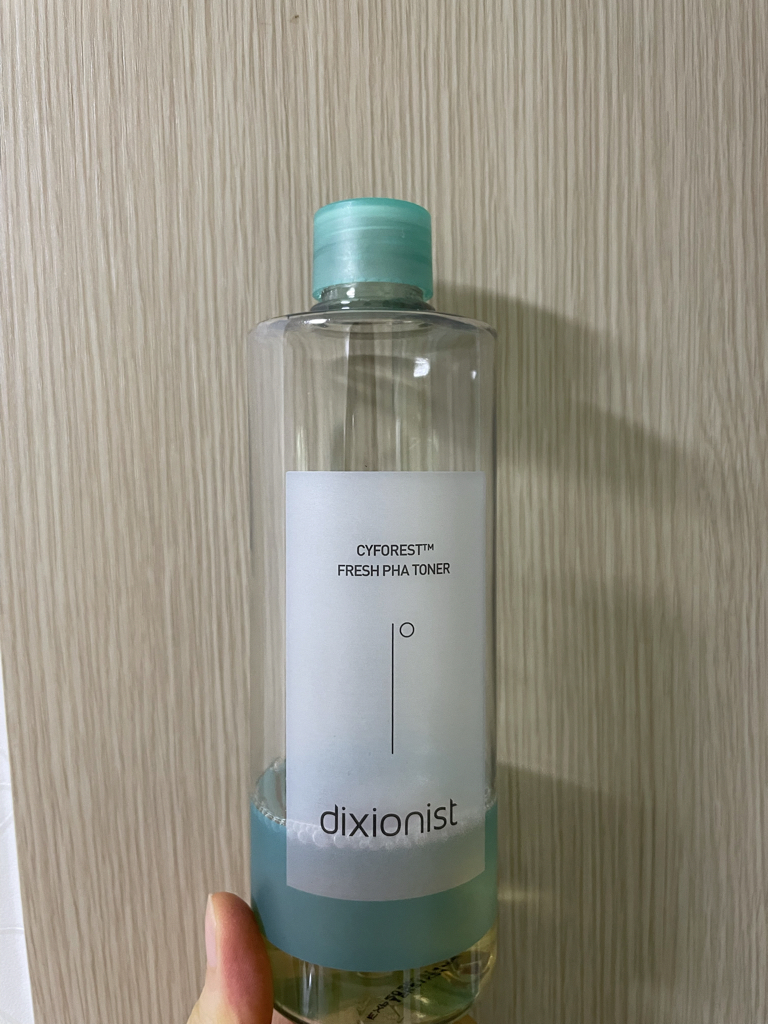 CYFOREST™
FRESH PHA TONER
dixionist